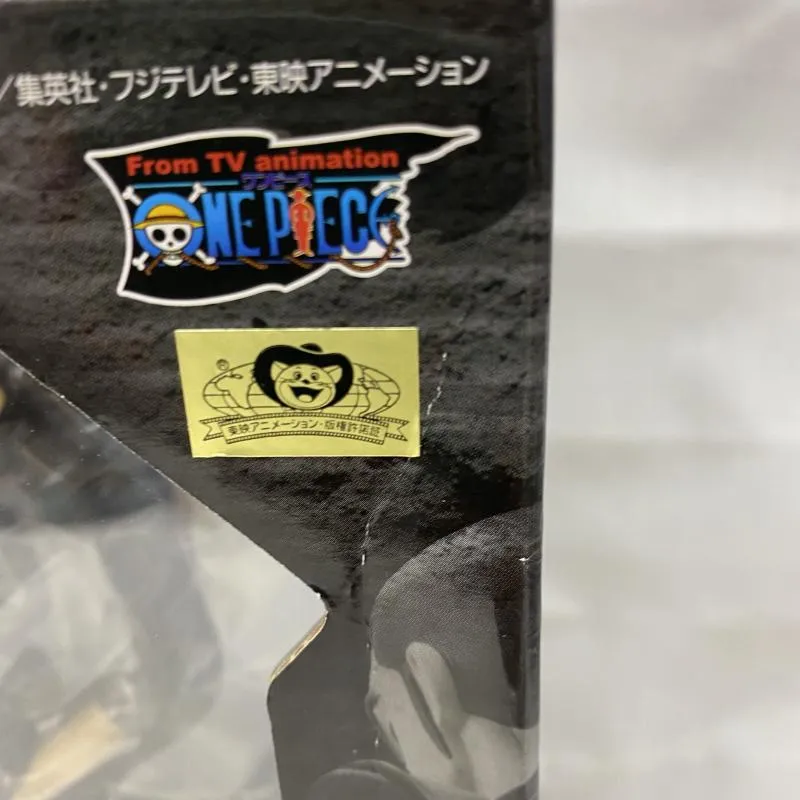 /集英社・フジテレビ・東映アニメーション
From TV animation
ワンピース
ONE PIECE
®
東映アニメーション・版権許諾証